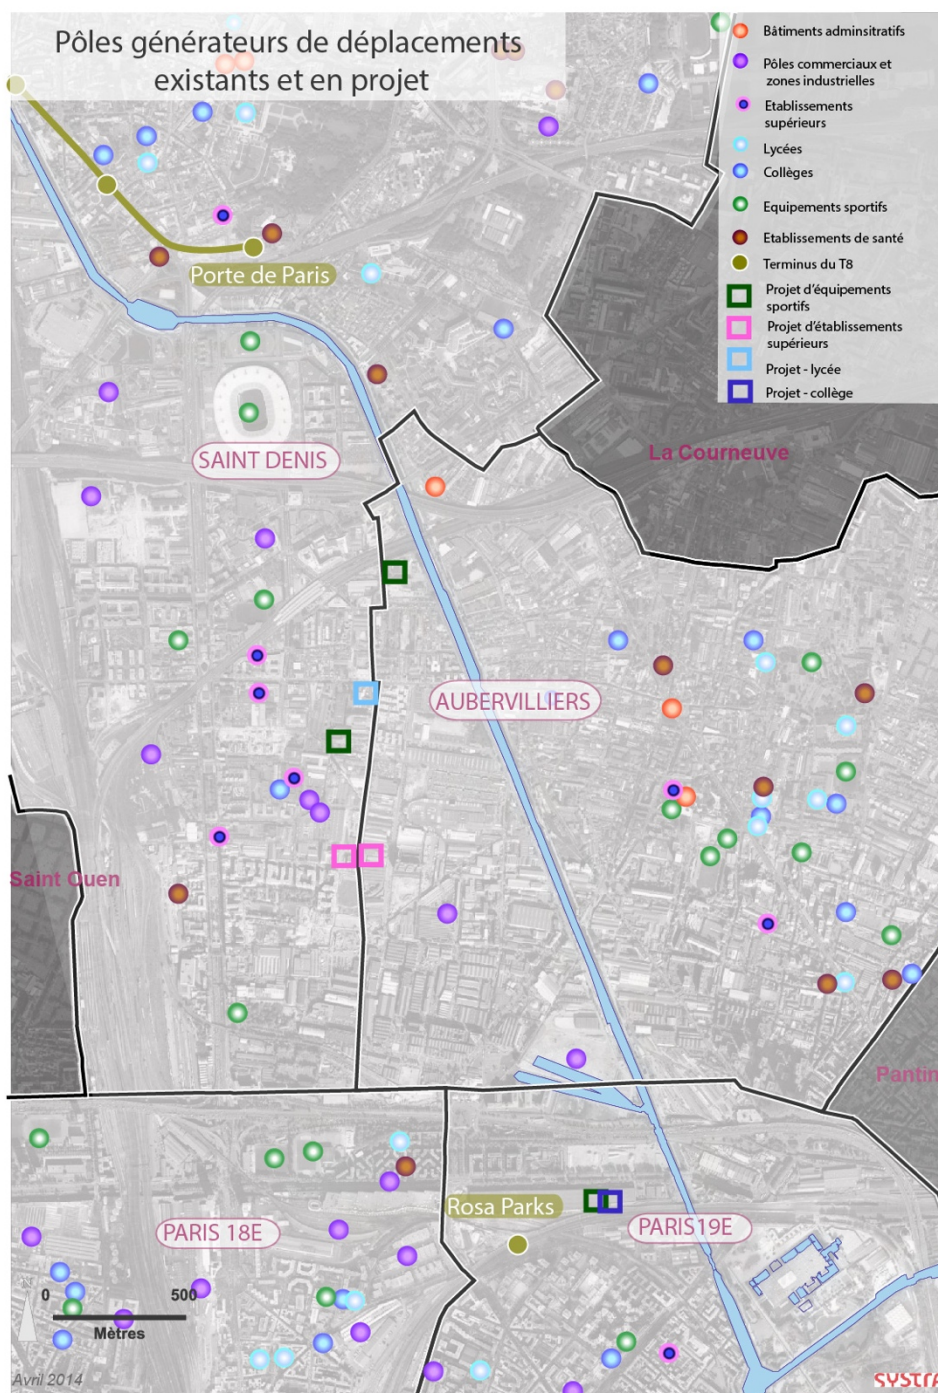 Pôles générateurs de déplacements
existants et en projet
Bâtiments adminsitratifs
Pôles commerciaux et
zones industrielles
Etablissements
supérieurs
Lycées
Collèges
Equipements sportifs
Etablissements de santé
Terminus du T8
Projet d'équipements
sportifs
Projet d'établissements
supérieurs
Projet - lycée
Projet - collège
Porte de Paris
SAINT DENIS
La Courneuve
AUBERVILLIERS
Saint Ouen
Pantin
Rosa Parks
PARIS 18E
PARIS 19E
N
0 500
Mètres
Avril 2014
SYSTRA